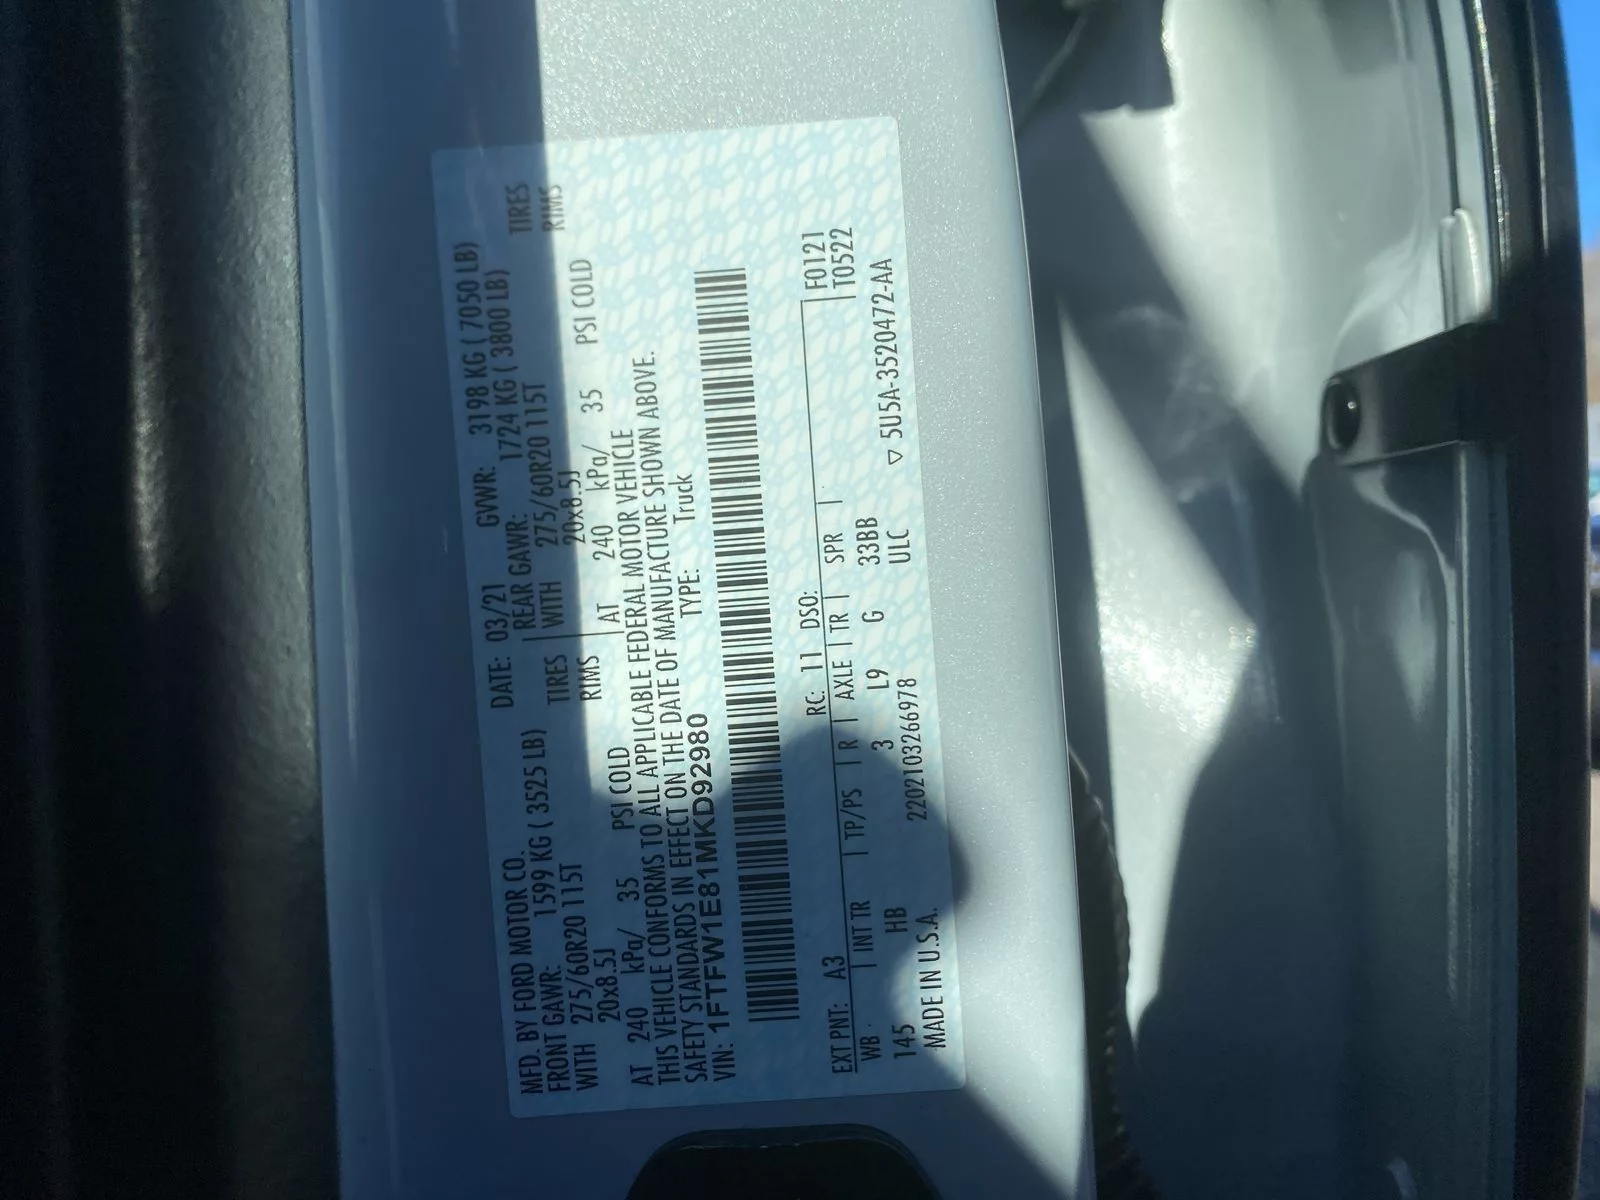 MFD. BY FORD MOTOR CO. DATE: 03/21 GVWR: 3198 KG ( 7050 LB)
FRONT GAWR: 1599 KG ( 3525 LB) REAR GAWR: 1724 KG ( 3800 LB)
WITH 275/60R20 115T TIRES WITH 275/60R20 115T TIRES
20x8.5J RIMS 20x8.5J RIMS
AT 240 kPa/ 35 PSI COLD AT 240 kPa/ 35 PSI COLD
THIS VEHICLE CONFORMS TO ALL APPLICABLE FEDERAL MOTOR VEHICLE
SAFETY STANDARDS IN EFFECT ON THE DATE OF MANUFACTURE SHOWN ABOVE.
VIN: 1FTFW1E81MKD92980 TYPE: Truck
EXT PNT: A3 RC: 11 DSO: F0121
WB INT TR TP/PS R AXLE TR SPR T0522
145 HB 3 L9 G 33BB
MADE IN U.S.A. 2202103266978 ULC ▽ 5U5A-3520472-AA